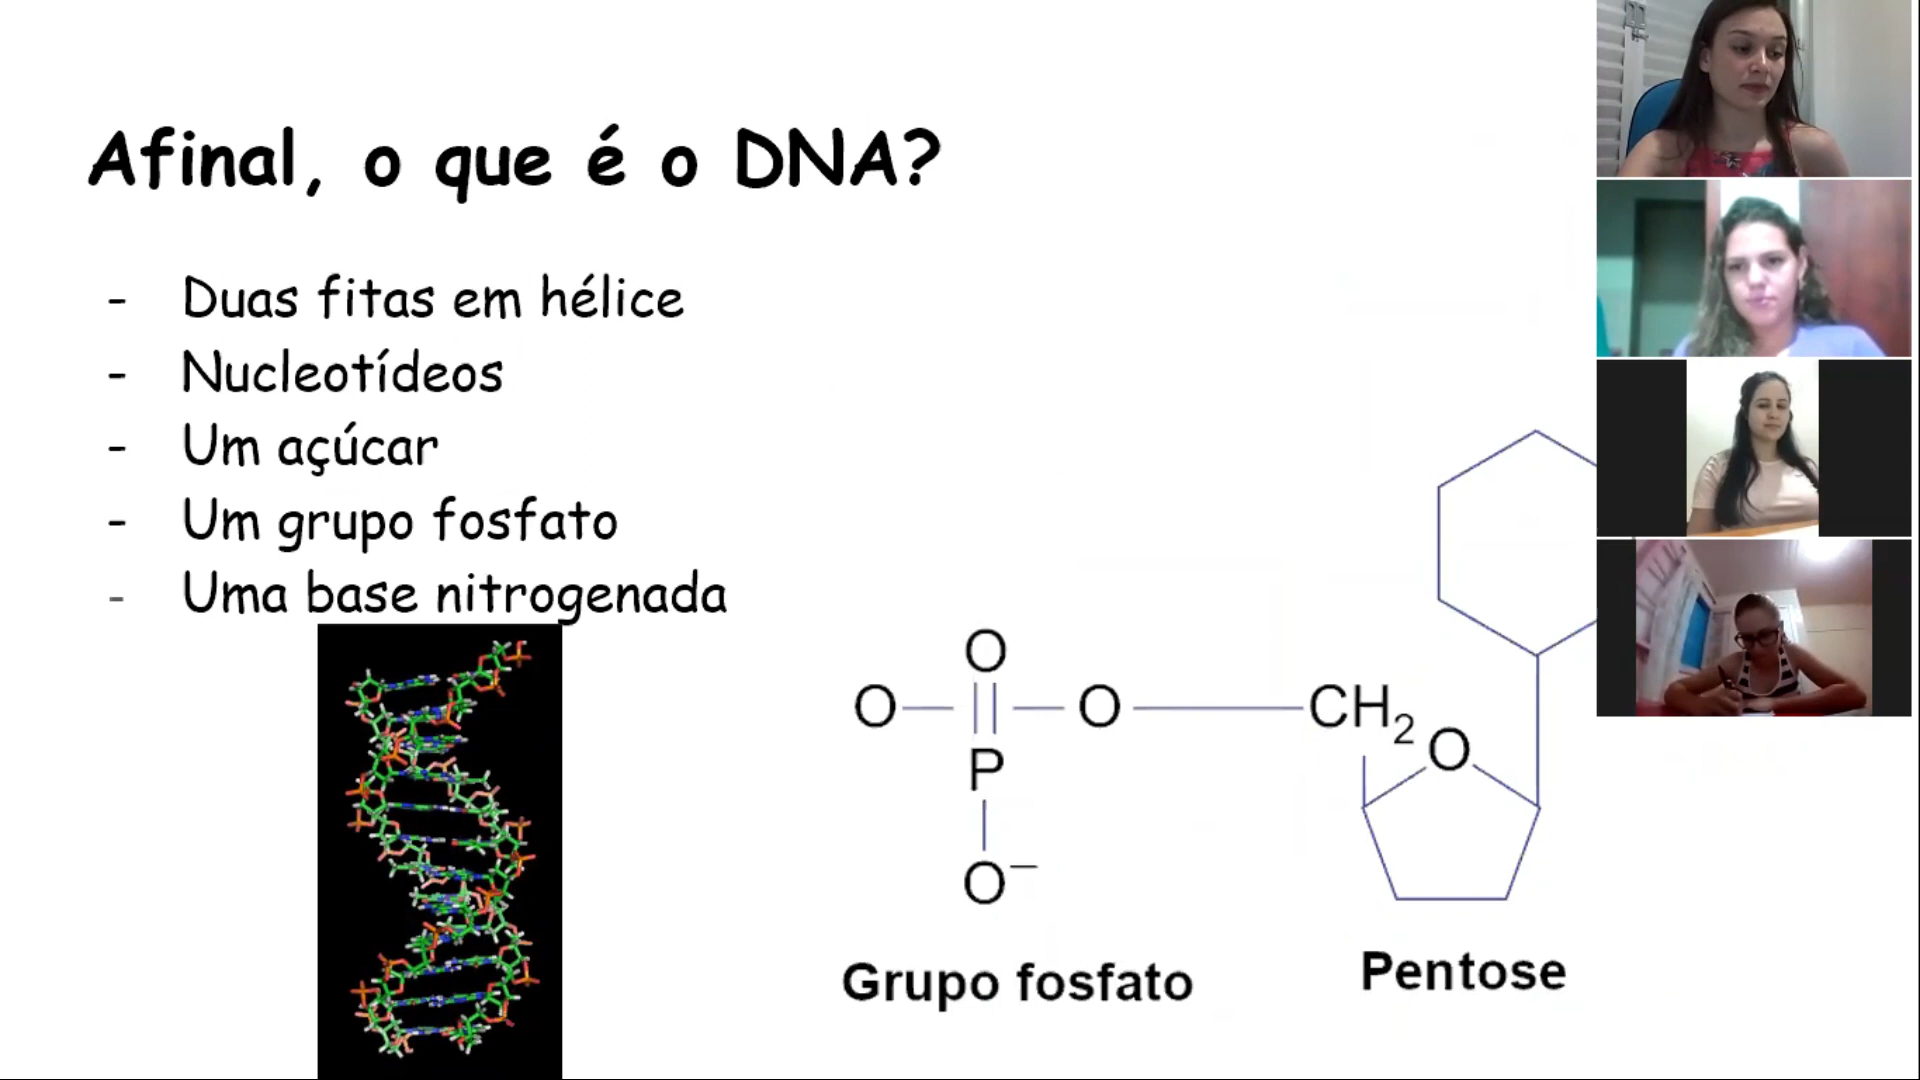 Afinal, o que é o DNA?
- Duas fitas em hélice
- Nucleotídeos
- Um açúcar
- Um grupo fosfato
- Uma base nitrogenada
O
O O CH2
O
P
O–
Grupo fosfato
Pentose